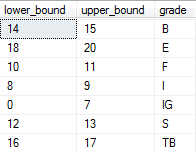 lower_bound upper_bound grade
14 15 B
18 20 E
10 11 F
8 9 I
0 7 IG
12 13 S
16 17 TB